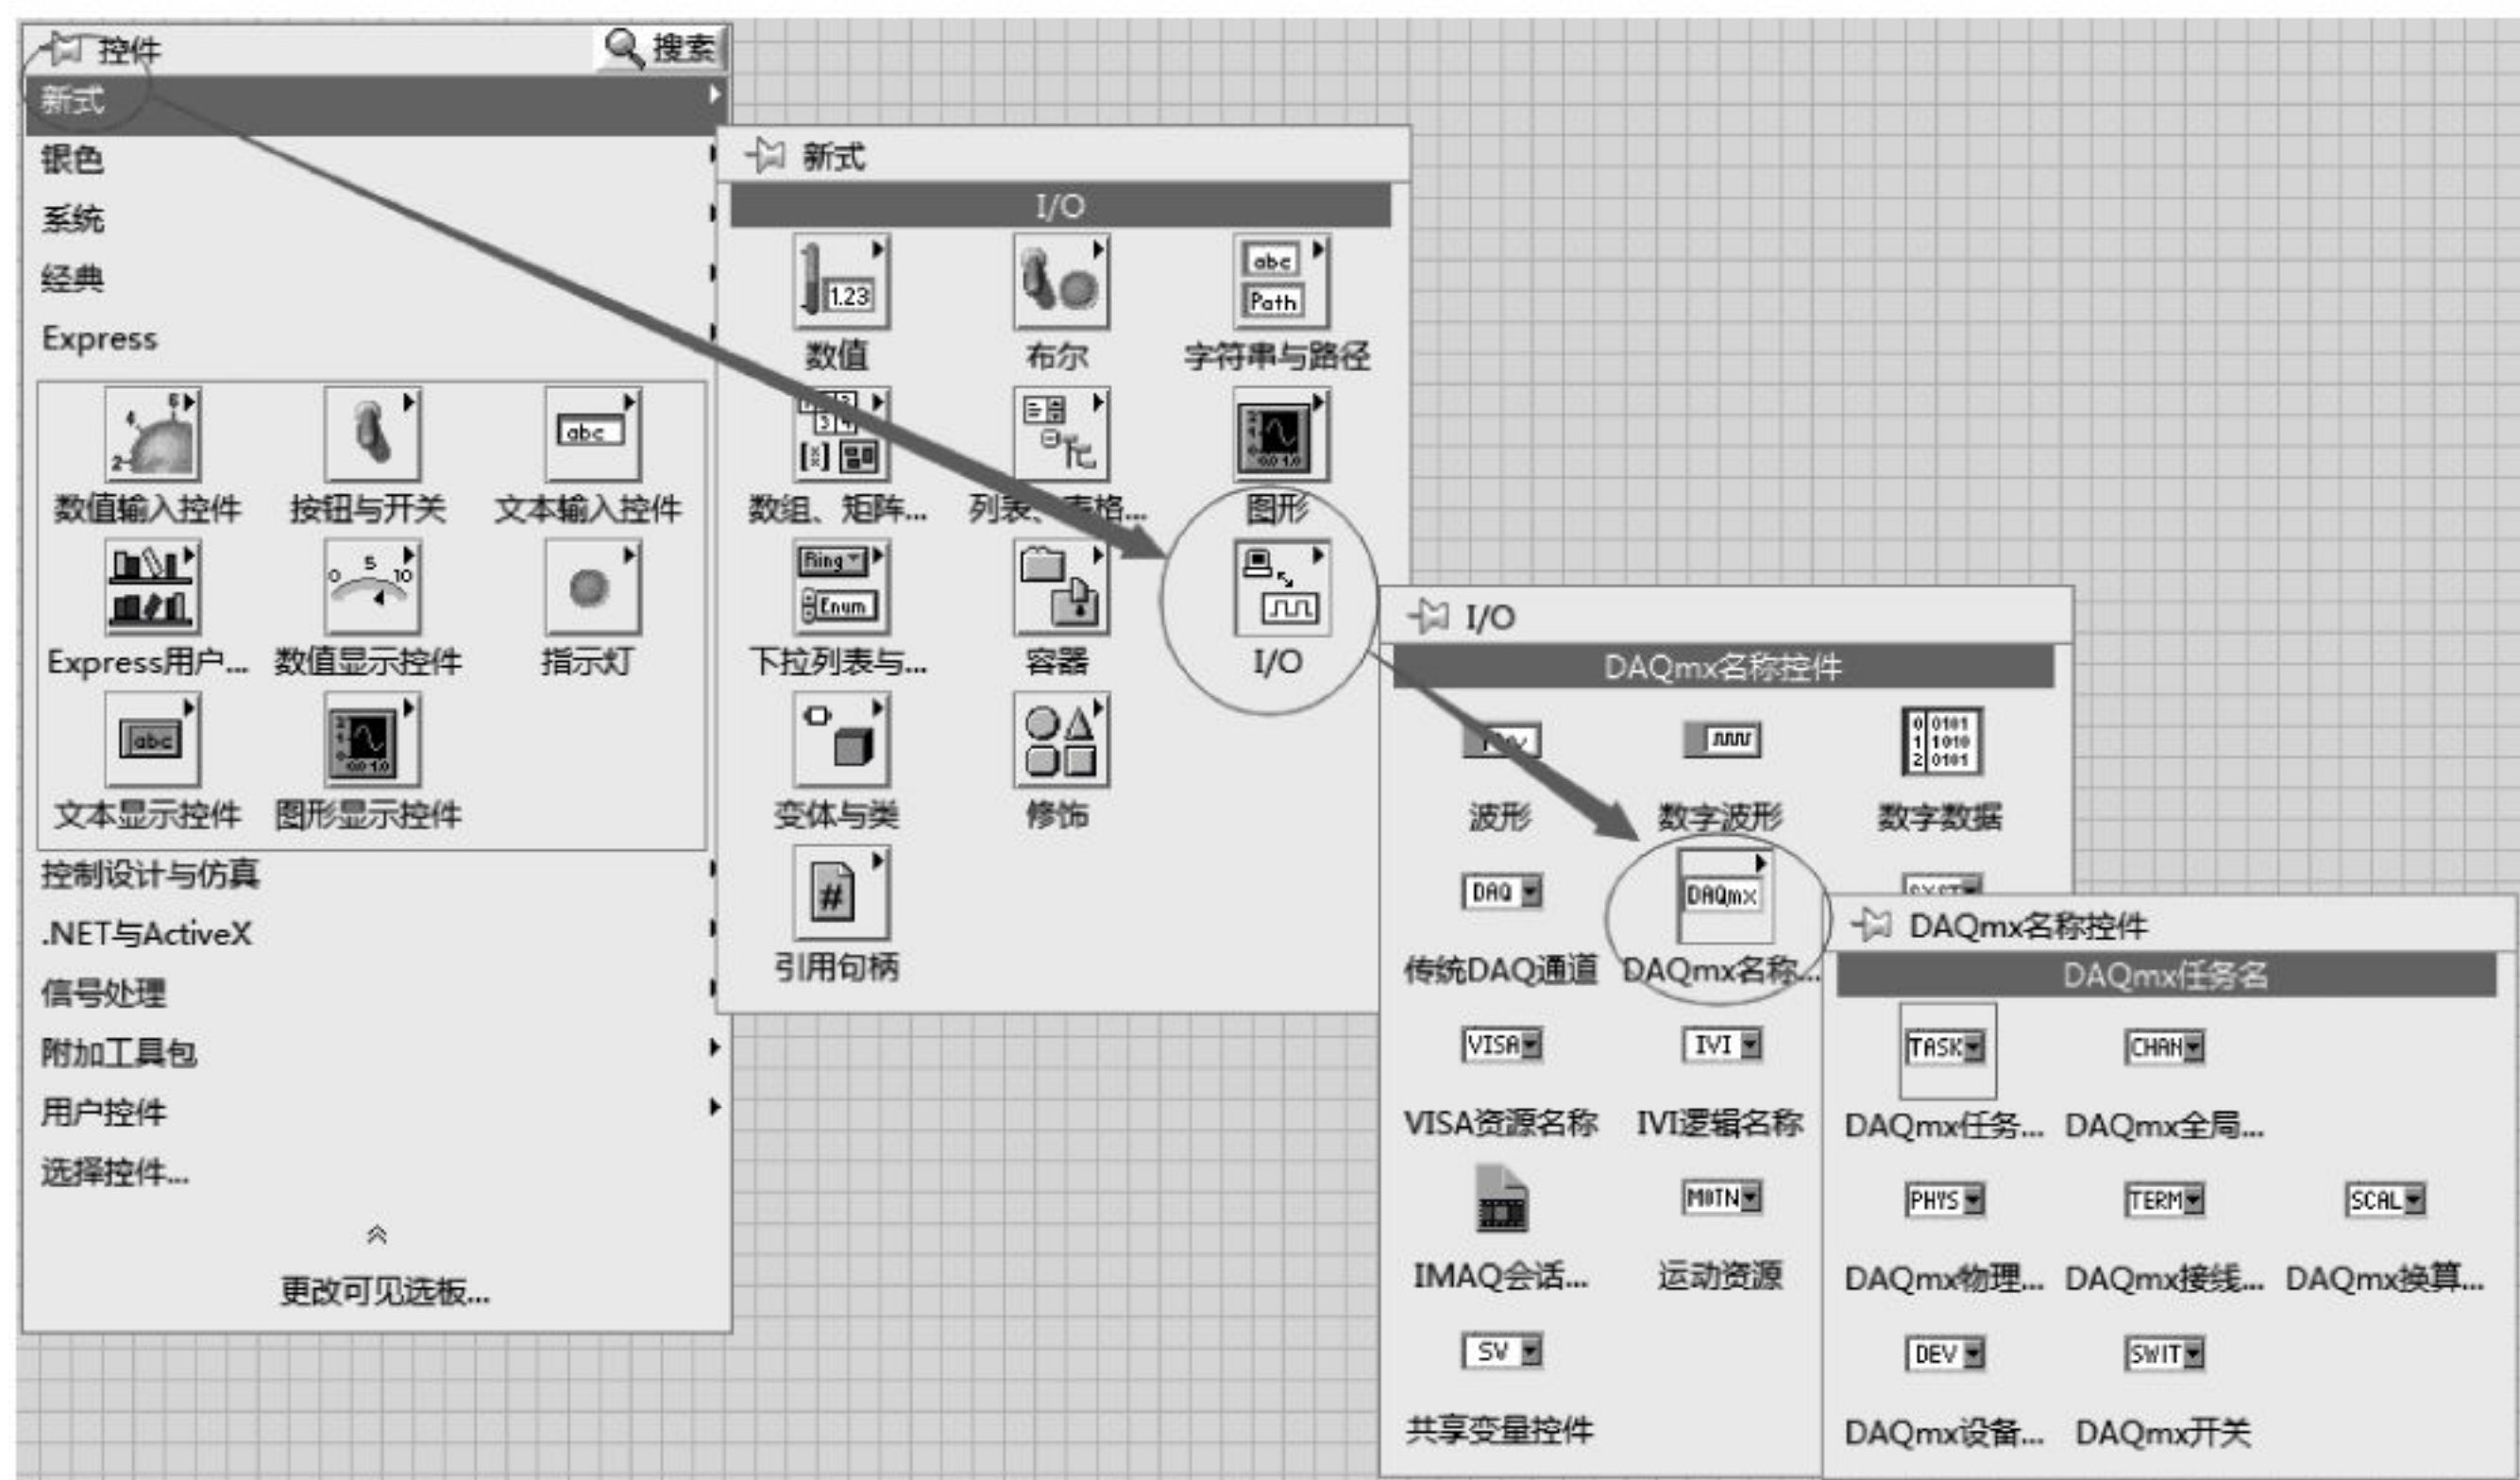 控件 搜索
新式
银色
系统
经典
Express
2 4 6
abc
数值输入控件 按钮与开关 文本输入控件
0 5 10
Express用户... 数值显示控件 指示灯
abc
文本显示控件 图形显示控件
控制设计与仿真
.NET与ActiveX
信号处理
附加工具包
用户控件
选择控件...
更改可见选板...
新式
I/O
1.23 abc Path
数值 布尔 字符串与路径
数组、矩阵... 列表、表格... 图形
Ring Enum
下拉列表与... 容器 I/O
变体与类 修饰
#
引用句柄
I/O
DAQmx名称控件
0 0101
1 1010
2 0101
波形 数字波形 数字数据
DAQ DAQmx
传统DAQ通道 DAQmx名称...
VISA IVI
VISA资源名称 IVI逻辑名称
MOTN
IMAQ会话... 运动资源
SV
共享变量控件
DAQmx名称控件
DAQmx任务名
TASK CHAN
DAQmx任务... DAQmx全局...
PHYS TERM SCAL
DAQmx物理... DAQmx接线... DAQmx换算...
DEV SWIT
DAQmx设备... DAQmx开关